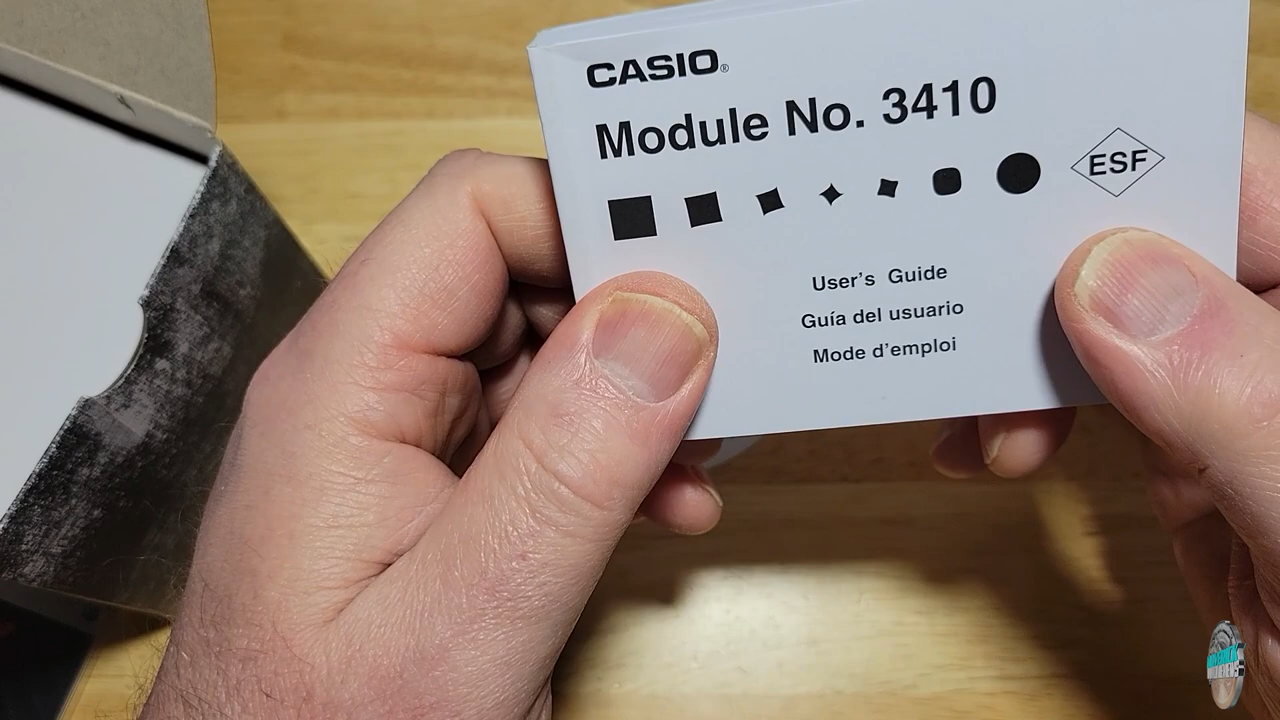 CASIO®
Module No. 3410
ESF
User's Guide
Guía del usuario
Mode d'emploi